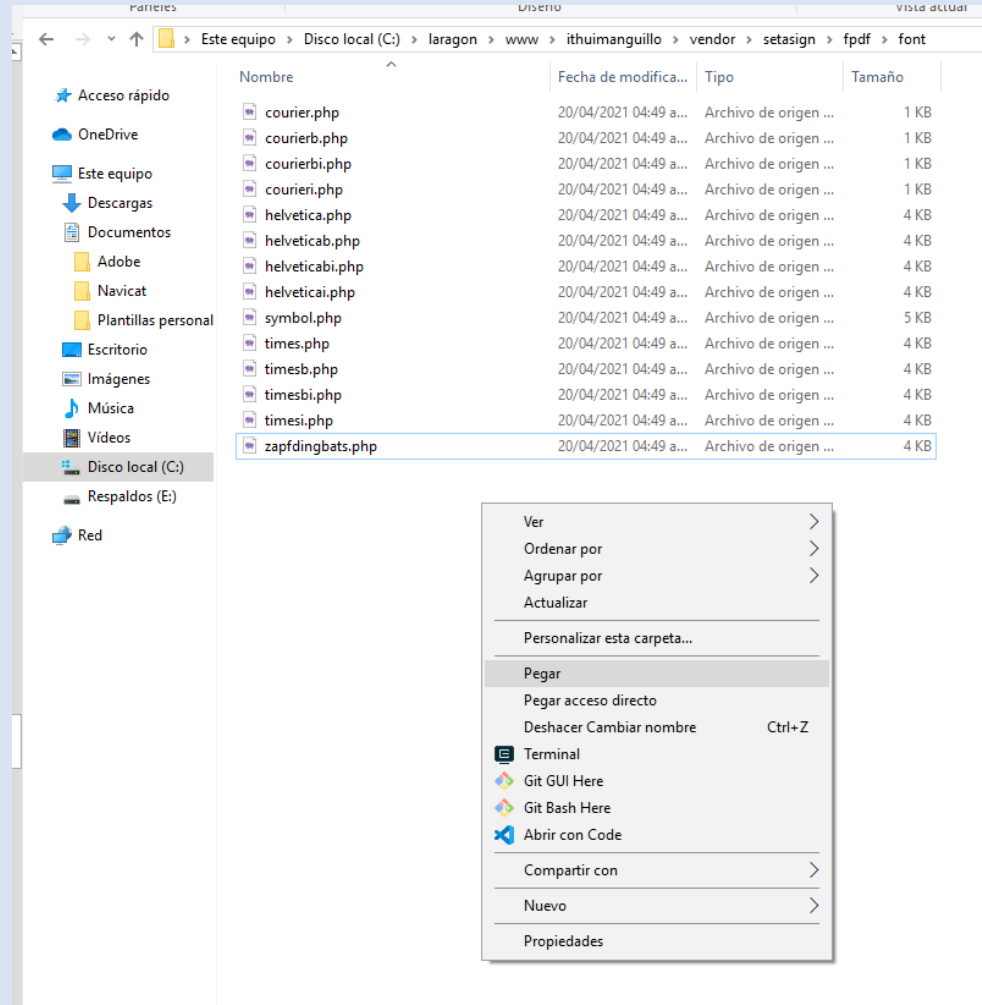 Paneles Diseño Vista actual
Este equipo > Disco local (C:) > laragon > www > ithuimanguillo > vendor > setasign > fpdf > font
Nombre Fecha de modifica... Tipo Tamaño
Acceso rápido
OneDrive
Este equipo
Descargas
Documentos
Adobe
Navicat
Plantillas personal
Escritorio
Imágenes
Música
Vídeos
Disco local (C:)
Respaldos (E:)
Red
courier.php 20/04/2021 04:49 a... Archivo de origen ... 1 KB
courierb.php 20/04/2021 04:49 a... Archivo de origen ... 1 KB
courierbi.php 20/04/2021 04:49 a... Archivo de origen ... 1 KB
courieri.php 20/04/2021 04:49 a... Archivo de origen ... 1 KB
helvetica.php 20/04/2021 04:49 a... Archivo de origen ... 4 KB
helveticab.php 20/04/2021 04:49 a... Archivo de origen ... 4 KB
helveticabi.php 20/04/2021 04:49 a... Archivo de origen ... 4 KB
helveticai.php 20/04/2021 04:49 a... Archivo de origen ... 4 KB
symbol.php 20/04/2021 04:49 a... Archivo de origen ... 5 KB
times.php 20/04/2021 04:49 a... Archivo de origen ... 4 KB
timesb.php 20/04/2021 04:49 a... Archivo de origen ... 4 KB
timesbi.php 20/04/2021 04:49 a... Archivo de origen ... 4 KB
timesi.php 20/04/2021 04:49 a... Archivo de origen ... 4 KB
zapfdingbats.php 20/04/2021 04:49 a... Archivo de origen ... 4 KB
Ver
Ordenar por
Agrupar por
Actualizar
Personalizar esta carpeta...
Pegar
Pegar acceso directo
Deshacer Cambiar nombre Ctrl+Z
Terminal
Git GUI Here
Git Bash Here
Abrir con Code
Compartir con
Nuevo
Propiedades